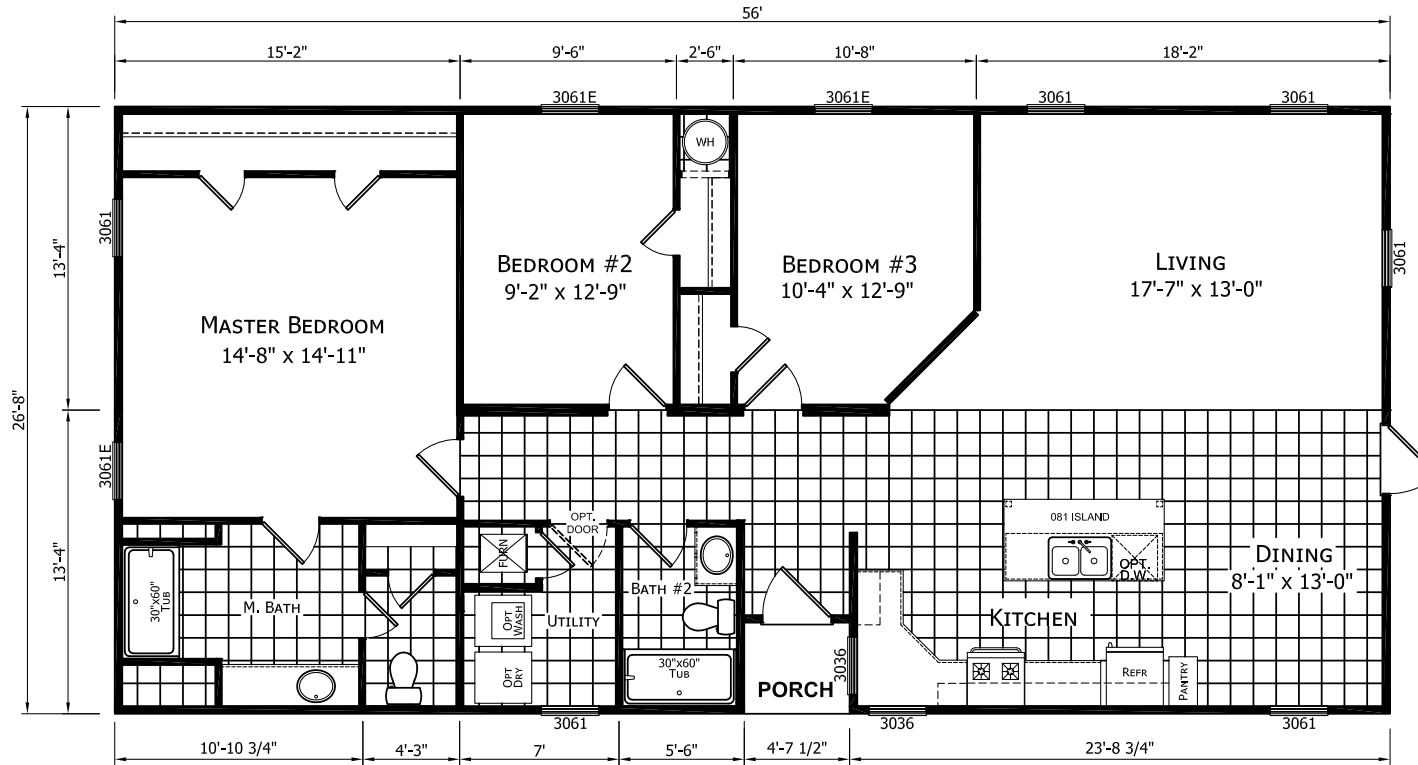 56'
15'-2"
9'-6"
2'-6"
10'-8"
18'-2"
3061E
3061E
3061
3061
WH
3061
13'-4"
26'-8"
BEDROOM #2
9'-2" x 12'-9"
BEDROOM #3
10'-4" x 12'-9"
LIVING
17'-7" x 13'-0"
3061
MASTER BEDROOM
14'-8" x 14'-11"
3061E
13'-4"
OPT.
DOOR
FURN
081 ISLAND
OPT.
D.W.
DINING
8'-1" x 13'-0"
30"x60"
TUB
M. BATH
OPT
WASH
UTILITY
BATH #2
KITCHEN
OPT
DRY
30"x60"
TUB
PORCH
3036
REFR
PANTRY
3061
3036
3061
10'-10 3/4"
4'-3"
7'
5'-6"
4'-7 1/2"
23'-8 3/4"